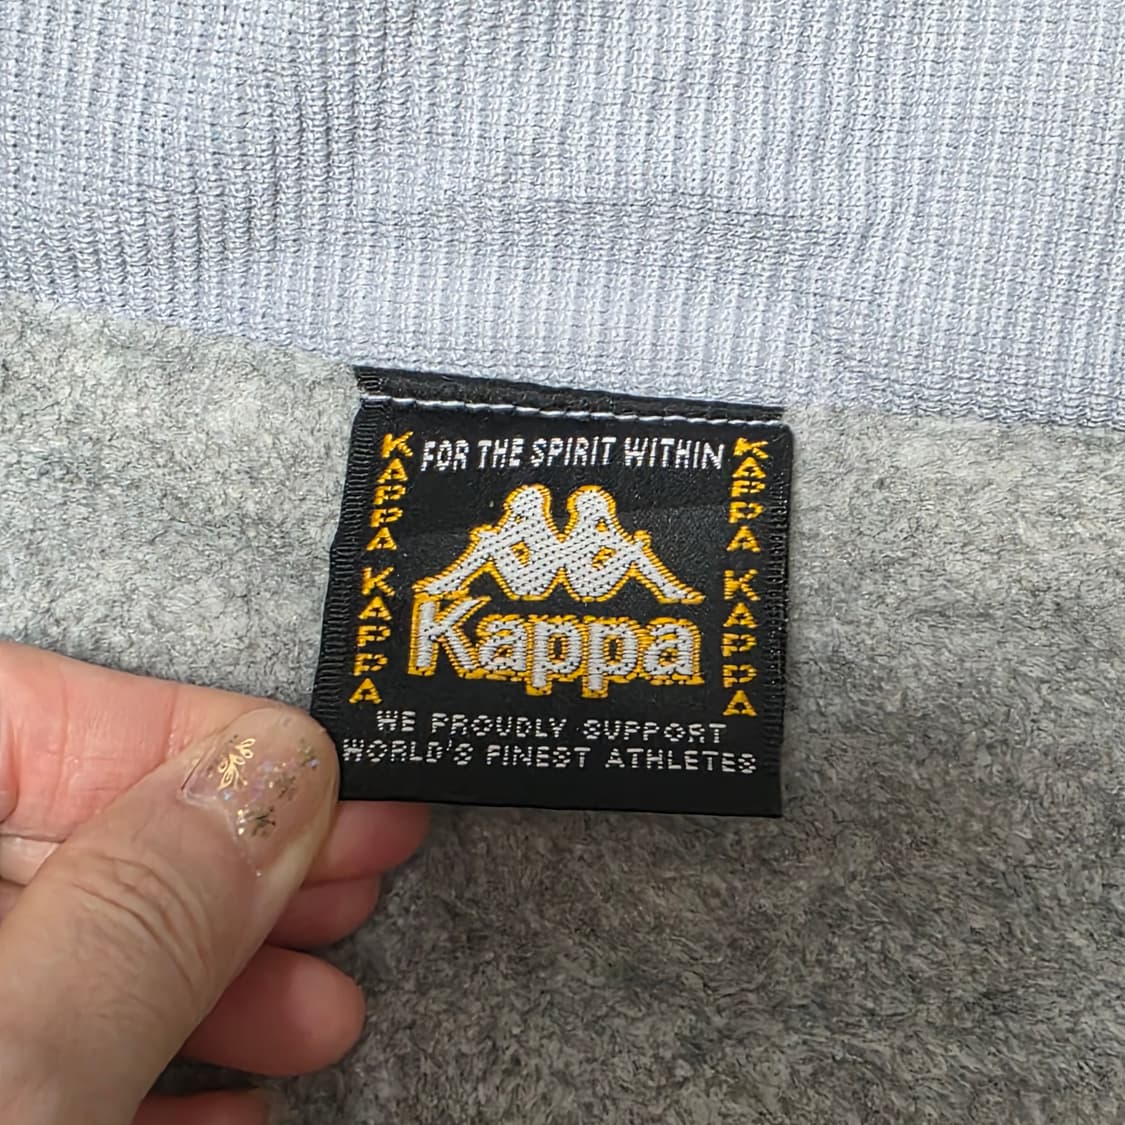 FOR THE SPIRIT WITHIN
KAPPA KAPPA
KAPPA KAPPA
Kappa
WE PROUDLY SUPPORT
WORLD'S FINEST ATHLETES